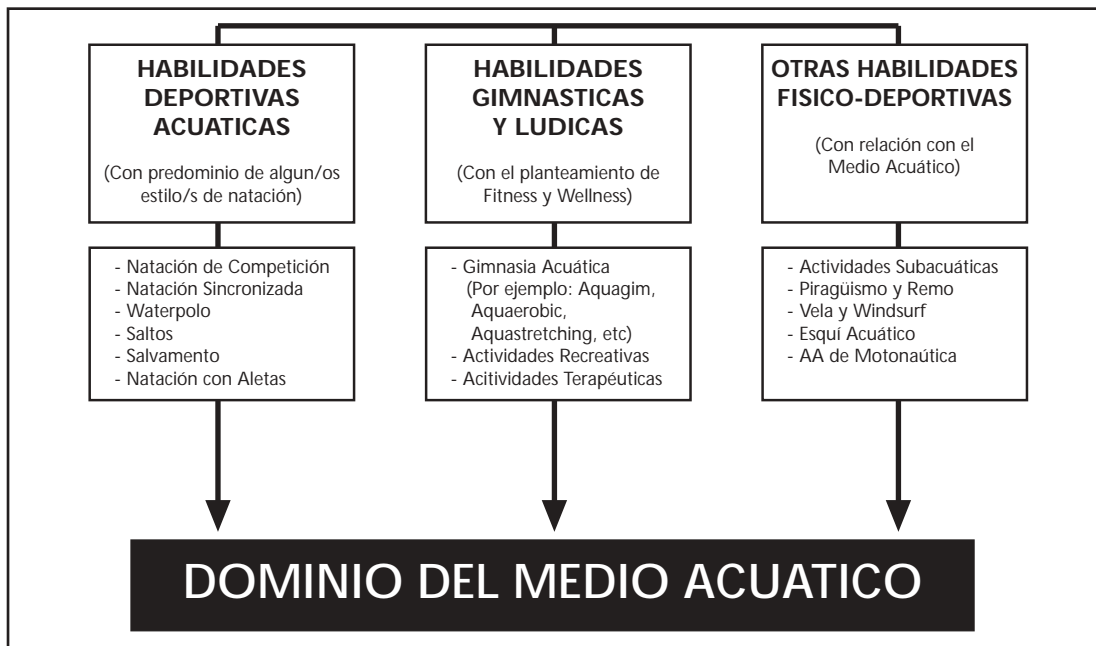 HABILIDADES
DEPORTIVAS
ACUATICAS
(Con predominio de algun/os
estilo/s de natación)
- Natación de Competición
- Natación Sincronizada
- Waterpolo
- Saltos
- Salvamento
- Natación con Aletas
HABILIDADES
GIMNASTICAS
Y LUDICAS
(Con el planteamiento de
Fitness y Wellness)
- Gimnasia Acuática
(Por ejemplo: Aquagim,
Aquaerobic,
Aquastretching, etc)
- Actividades Recreativas
- Acitividades Terapéuticas
OTRAS HABILIDADES
FISICO-DEPORTIVAS
(Con relación con el
Medio Acuático)
- Actividades Subacuáticas
- Piragüismo y Remo
- Vela y Windsurf
- Esquí Acuático
- AA de Motonaútica
DOMINIO DEL MEDIO ACUATICO